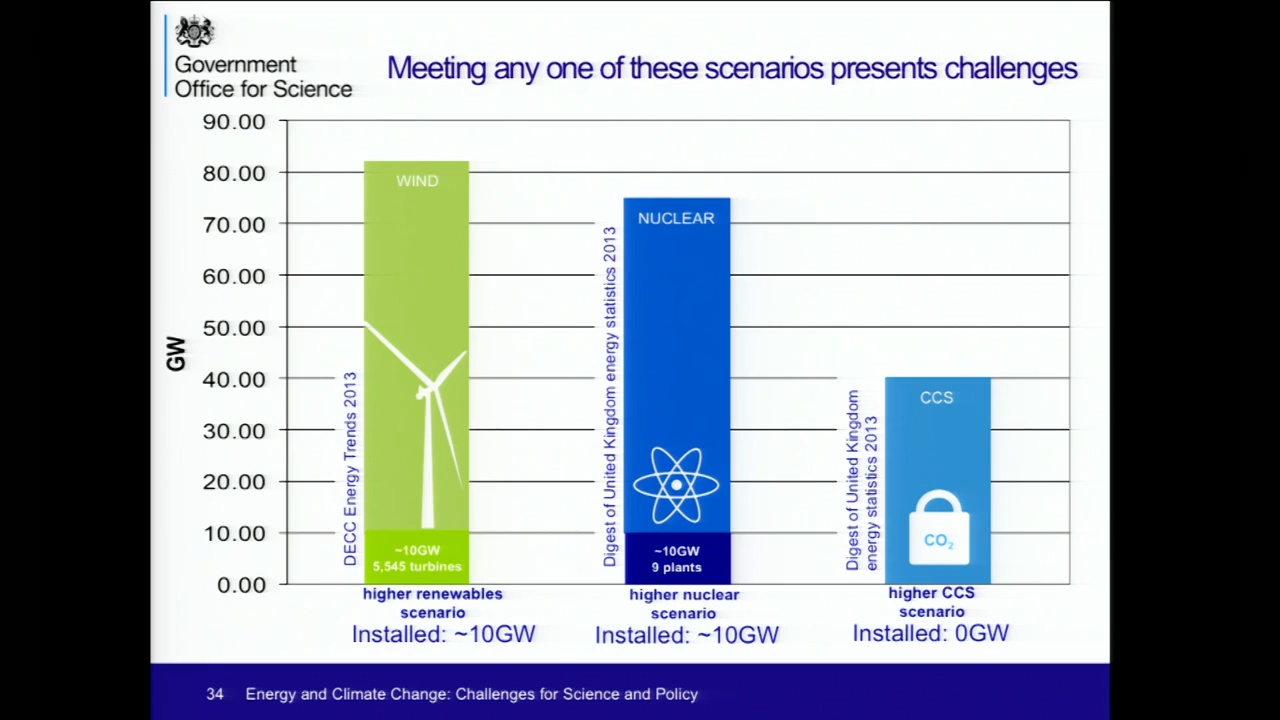 Government
Office for Science
Meeting any one of these scenarios presents challenges
GW
90.00
80.00
70.00
60.00
50.00
40.00
30.00
20.00
10.00
0.00
DECC Energy Trends 2013
WIND
~10GW
5,545 turbines
higher renewables
scenario
Installed: ~10GW
Digest of United Kingdom energy statistics 2013
NUCLEAR
~10GW
9 plants
higher nuclear
scenario
Installed: ~10GW
Digest of United Kingdom
energy statistics 2013
CCS
CO₂
higher CCS
scenario
Installed: 0GW
34 Energy and Climate Change: Challenges for Science and Policy